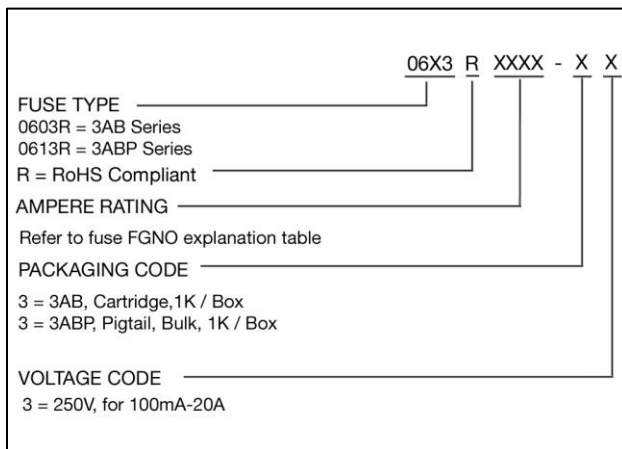 06X3 R XXXX - X X
FUSE TYPE
0603R = 3AB Series
0613R = 3ABP Series
R = RoHS Compliant
AMPERE RATING
Refer to fuse FGNO explanation table
PACKAGING CODE
3 = 3AB, Cartridge,1K / Box
3 = 3ABP, Pigtail, Bulk, 1K / Box
VOLTAGE CODE
3 = 250V, for 100mA-20A